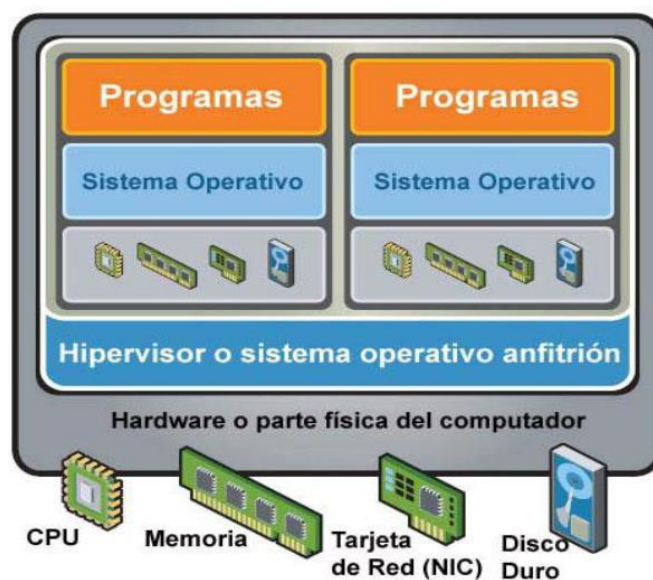 Programas
Programas
Sistema Operativo
Sistema Operativo
Hipervisor o sistema operativo anfitrión
Hardware o parte física del computador
CPU
Memoria
Tarjeta
de Red (NIC)
Disco
Duro